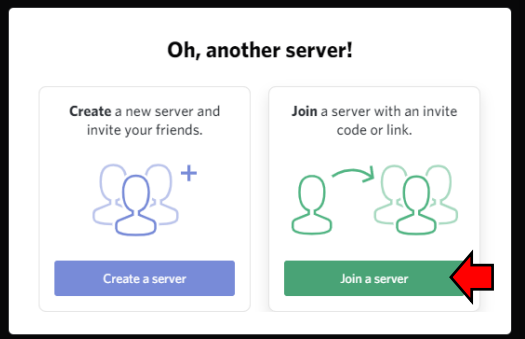 Oh, another server!
Create a new server and
invite your friends.
Create a server
Join a server with an invite
code or link.
Join a server